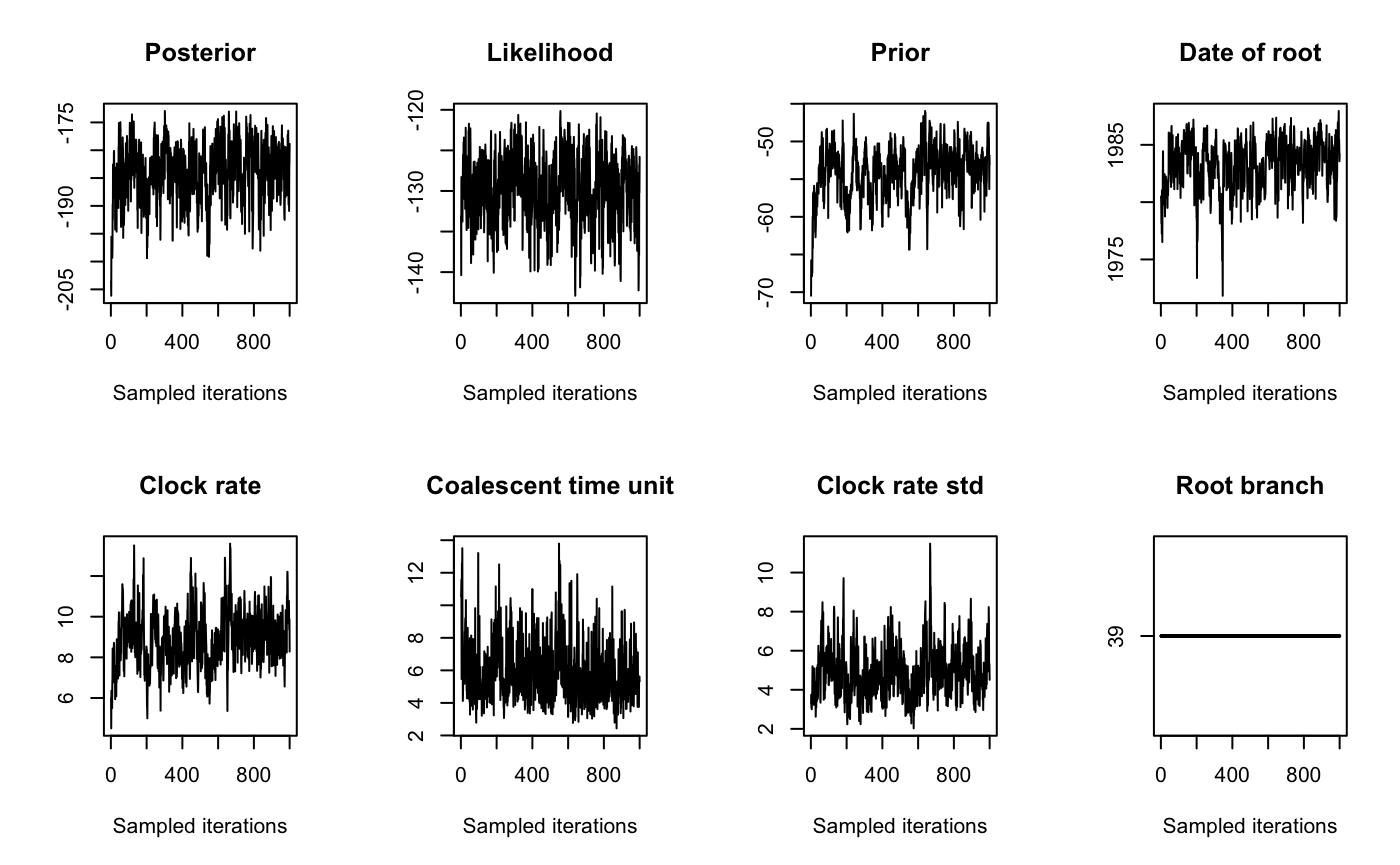 Posterior
Likelihood
Prior
Date of root
-175
-190
-205
0 400 800
Sampled iterations
-120
-130
-140
0 400 800
Sampled iterations
-50
-60
-70
0 400 800
Sampled iterations
1985
1975
0 400 800
Sampled iterations
Clock rate
Coalescent time unit
Clock rate std
Root branch
10
8
6
0 400 800
Sampled iterations
12
8
6
4
2
0 400 800
Sampled iterations
10
8
6
4
2
0 400 800
Sampled iterations
39
0 400 800
Sampled iterations